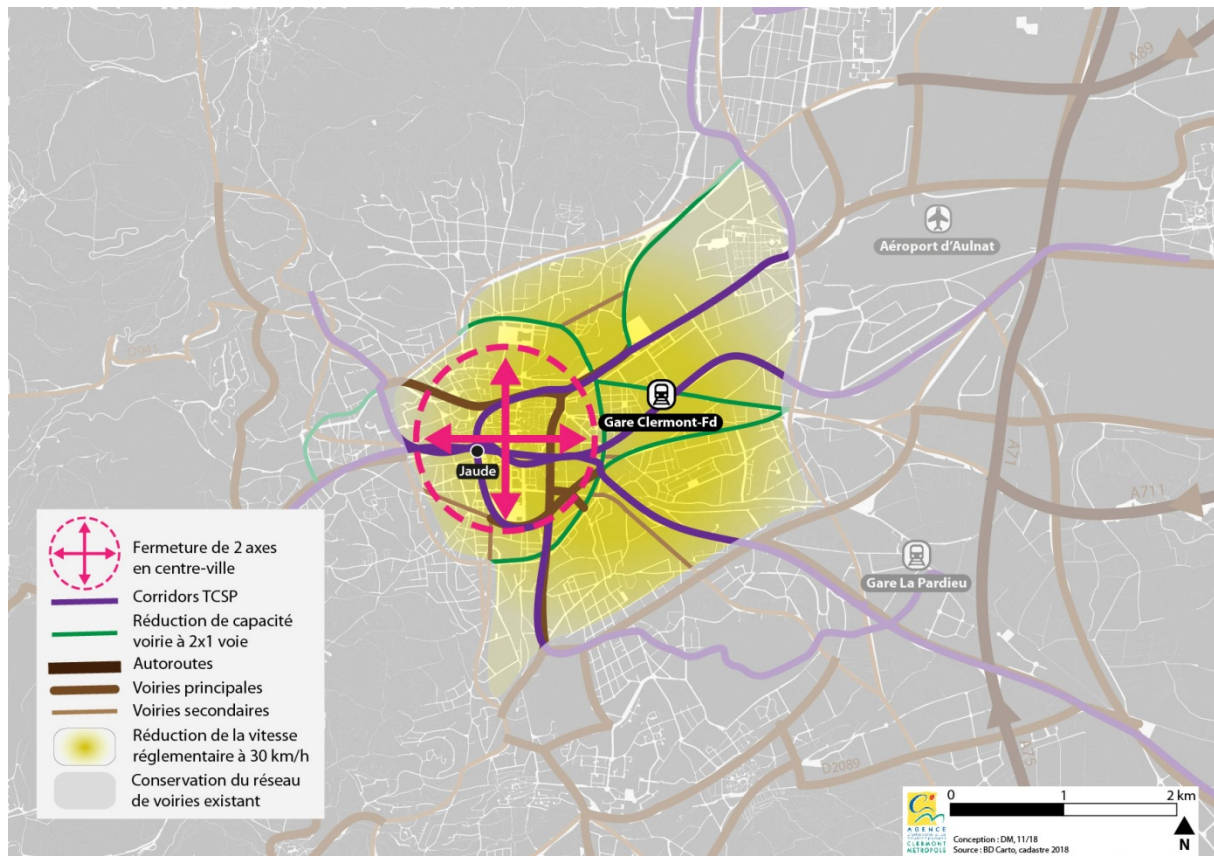 A89
Aéroport d'Aulnat
D941
Gare Clermont-Fd
Jaude
A71
A711
Gare La Pardieu
A75
D2089
Fermeture de 2 axes
en centre-ville
Corridors TCSP
Réduction de capacité
voirie à 2x1 voie
Autoroutes
Voiries principales
Voiries secondaires
Réduction de la vitesse
réglementaire à 30 km/h
Conservation du réseau
de voiries existant
0 1 2 km
AGENCE
CLERMONT
METROPOLE
Conception : DM, 11/18
Source : BD Carto, cadastre 2018
N